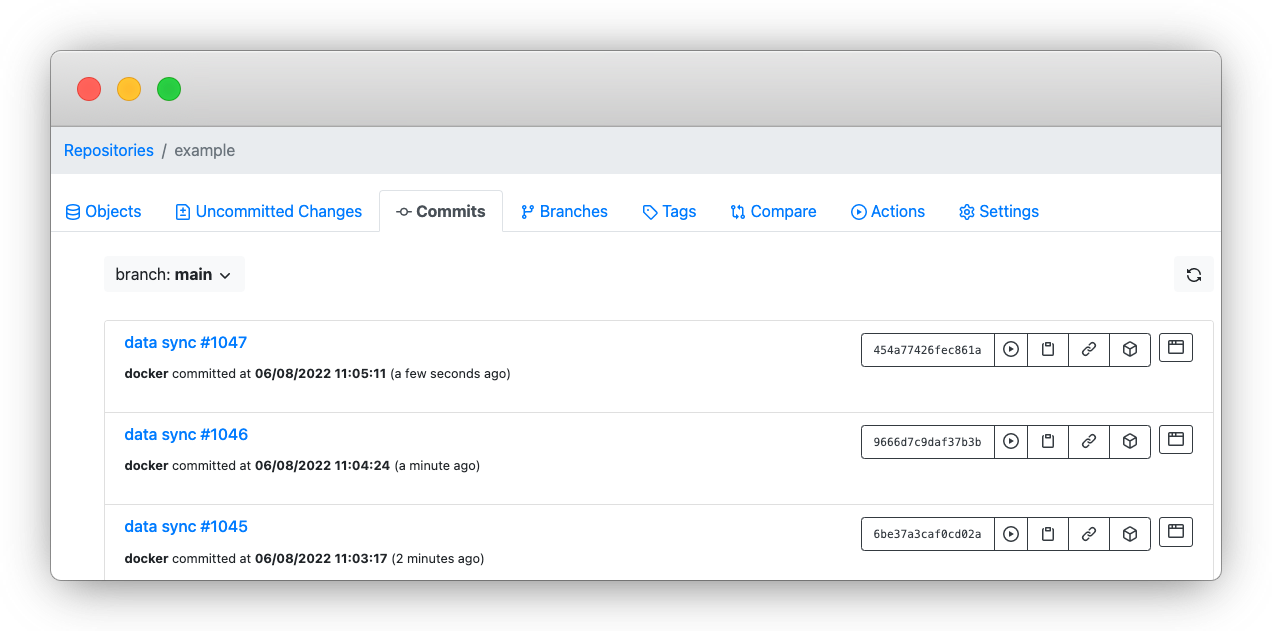 Repositories / example
Objects Uncommitted Changes Commits Branches Tags Compare Actions Settings
branch: main
data sync #1047 454a77426fec861a
docker committed at 06/08/2022 11:05:11 (a few seconds ago)
data sync #1046 9666d7c9daf37b3b
docker committed at 06/08/2022 11:04:24 (a minute ago)
data sync #1045 6be37a3caf0cd02a
docker committed at 06/08/2022 11:03:17 (2 minutes ago)